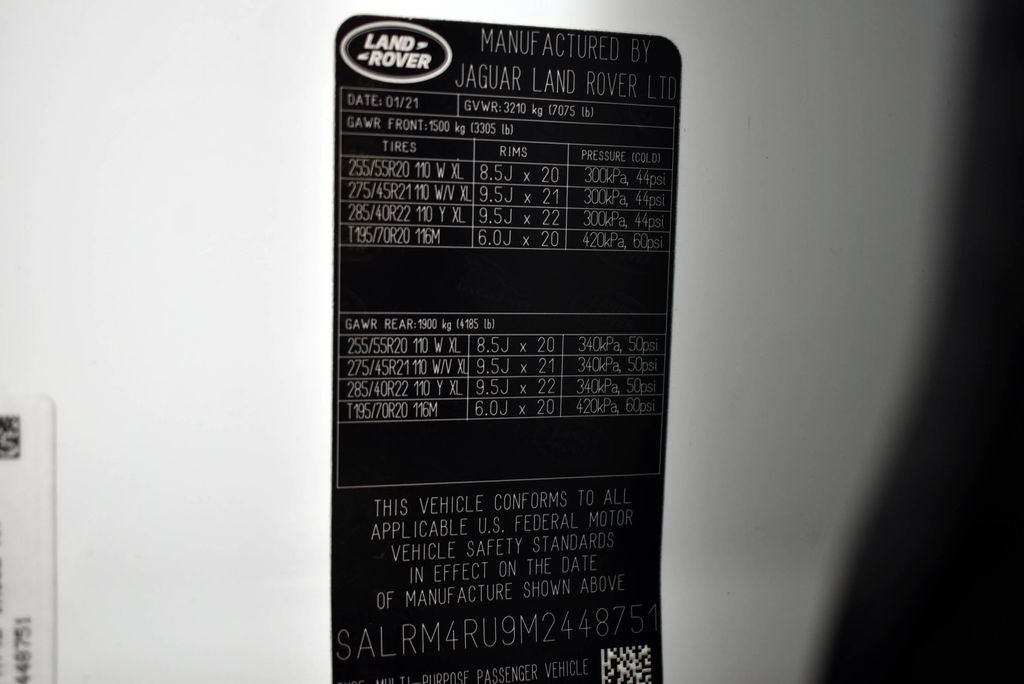 LAND-
-ROVER
MANUFACTURED BY
JAGUAR LAND ROVER LTD
DATE: 01/21 GVWR: 3210 kg (7075 lb)
GAWR FRONT: 1500 kg (3305 lb)
TIRES RIMS PRESSURE (COLD)
255/55R20 110 W XL 8.5J x 20 300kPa, 44psi
275/45R21 110 W/V XL 9.5J x 21 300kPa, 44psi
285/40R22 110 Y XL 9.5J x 22 300kPa, 44psi
T195/70R20 116M 6.0J x 20 420kPa, 60psi
GAWR REAR: 1900 kg (4185 lb)
255/55R20 110 W XL 8.5J x 20 340kPa, 50psi
275/45R21 110 W/V XL 9.5J x 21 340kPa, 50psi
285/40R22 110 Y XL 9.5J x 22 340kPa, 50psi
T195/70R20 116M 6.0J x 20 420kPa, 60psi
THIS VEHICLE CONFORMS TO ALL
APPLICABLE U.S. FEDERAL MOTOR
VEHICLE SAFETY STANDARDS
IN EFFECT ON THE DATE
OF MANUFACTURE SHOWN ABOVE
SALRM4RU9M2448751
TYPE MULTI-PURPOSE PASSENGER VEHICLE
448751